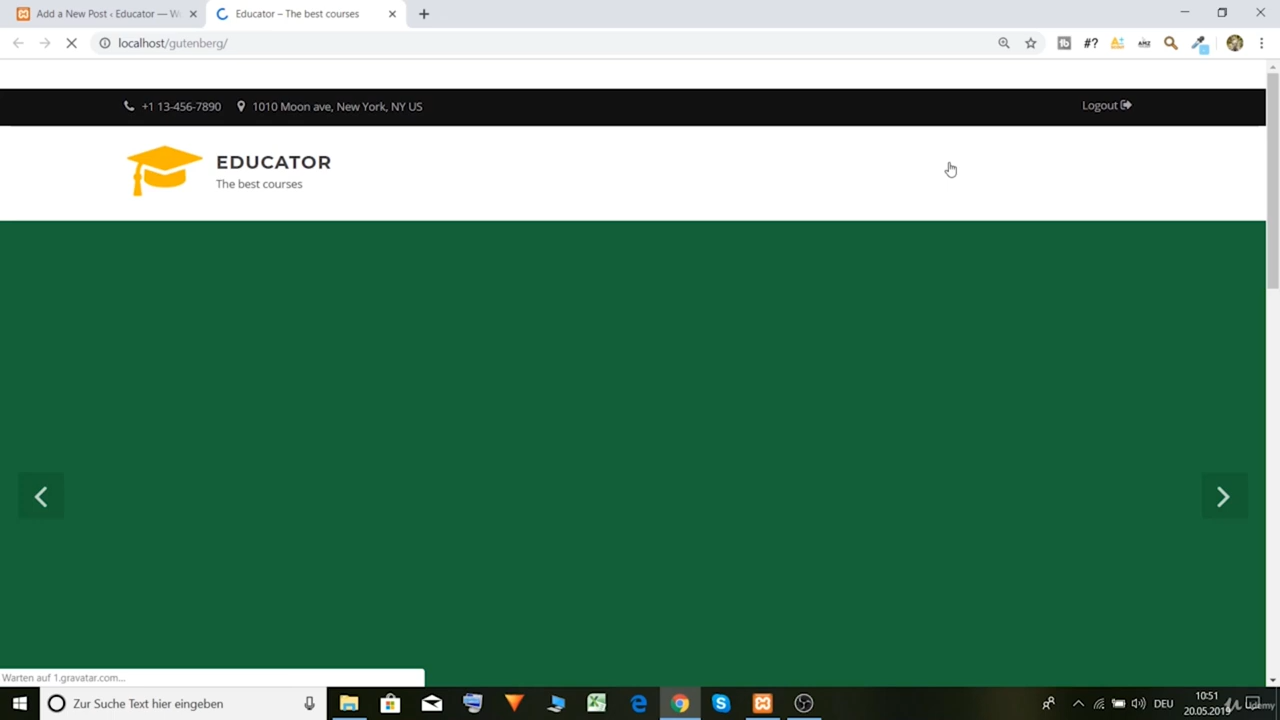 Add a New Post ‹ Educator — W
Educator – The best courses
localhost/gutenberg/
#?
+1 13-456-7890
1010 Moon ave, New York, NY US
Logout
EDUCATOR
The best courses
Warten auf 1.gravatar.com...
Zur Suche Text hier eingeben
DEU
10:51
20.05.2019
Udemy